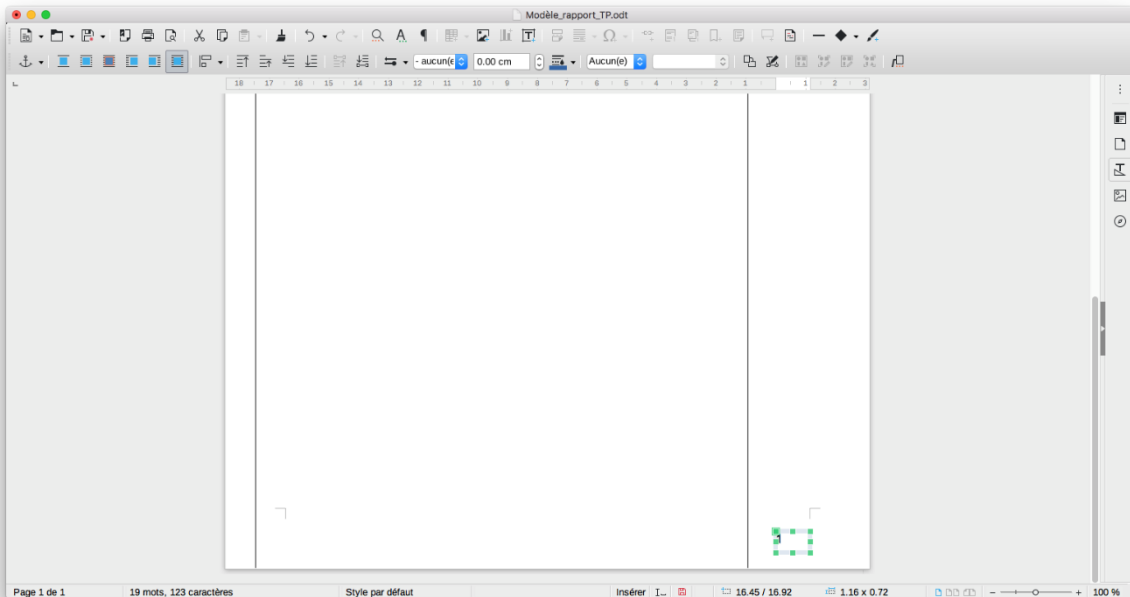 Modèle_rapport_TP.odt
- aucun(e 0.00 cm Aucun(e)
18 17 16 15 14 13 12 11 10 9 8 7 6 5 4 3 2 1 1 2 3
1
Page 1 de 1 19 mots, 123 caractères Style par défaut Insérer 16.45 / 16.92 1.16 x 0.72 100 %